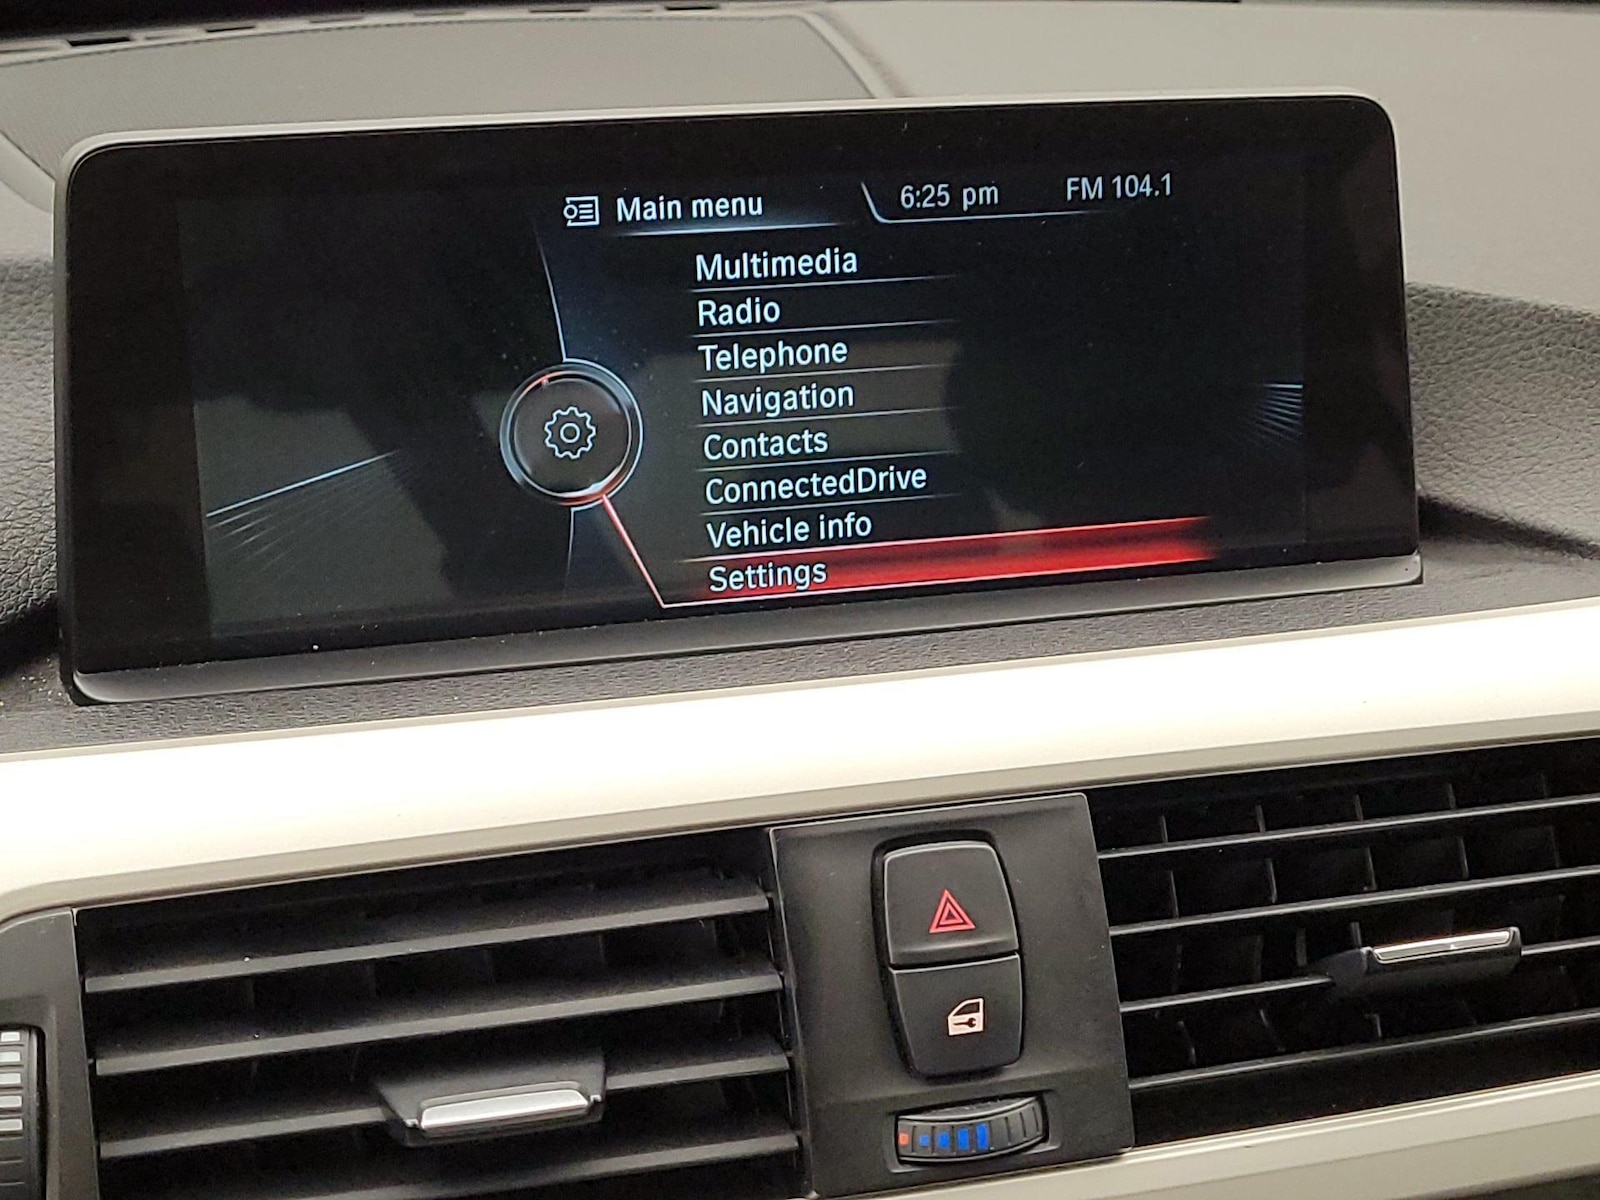 Main menu
6:25 pm
FM 104.1
Multimedia
Radio
Telephone
Navigation
Contacts
ConnectedDrive
Vehicle info
Settings